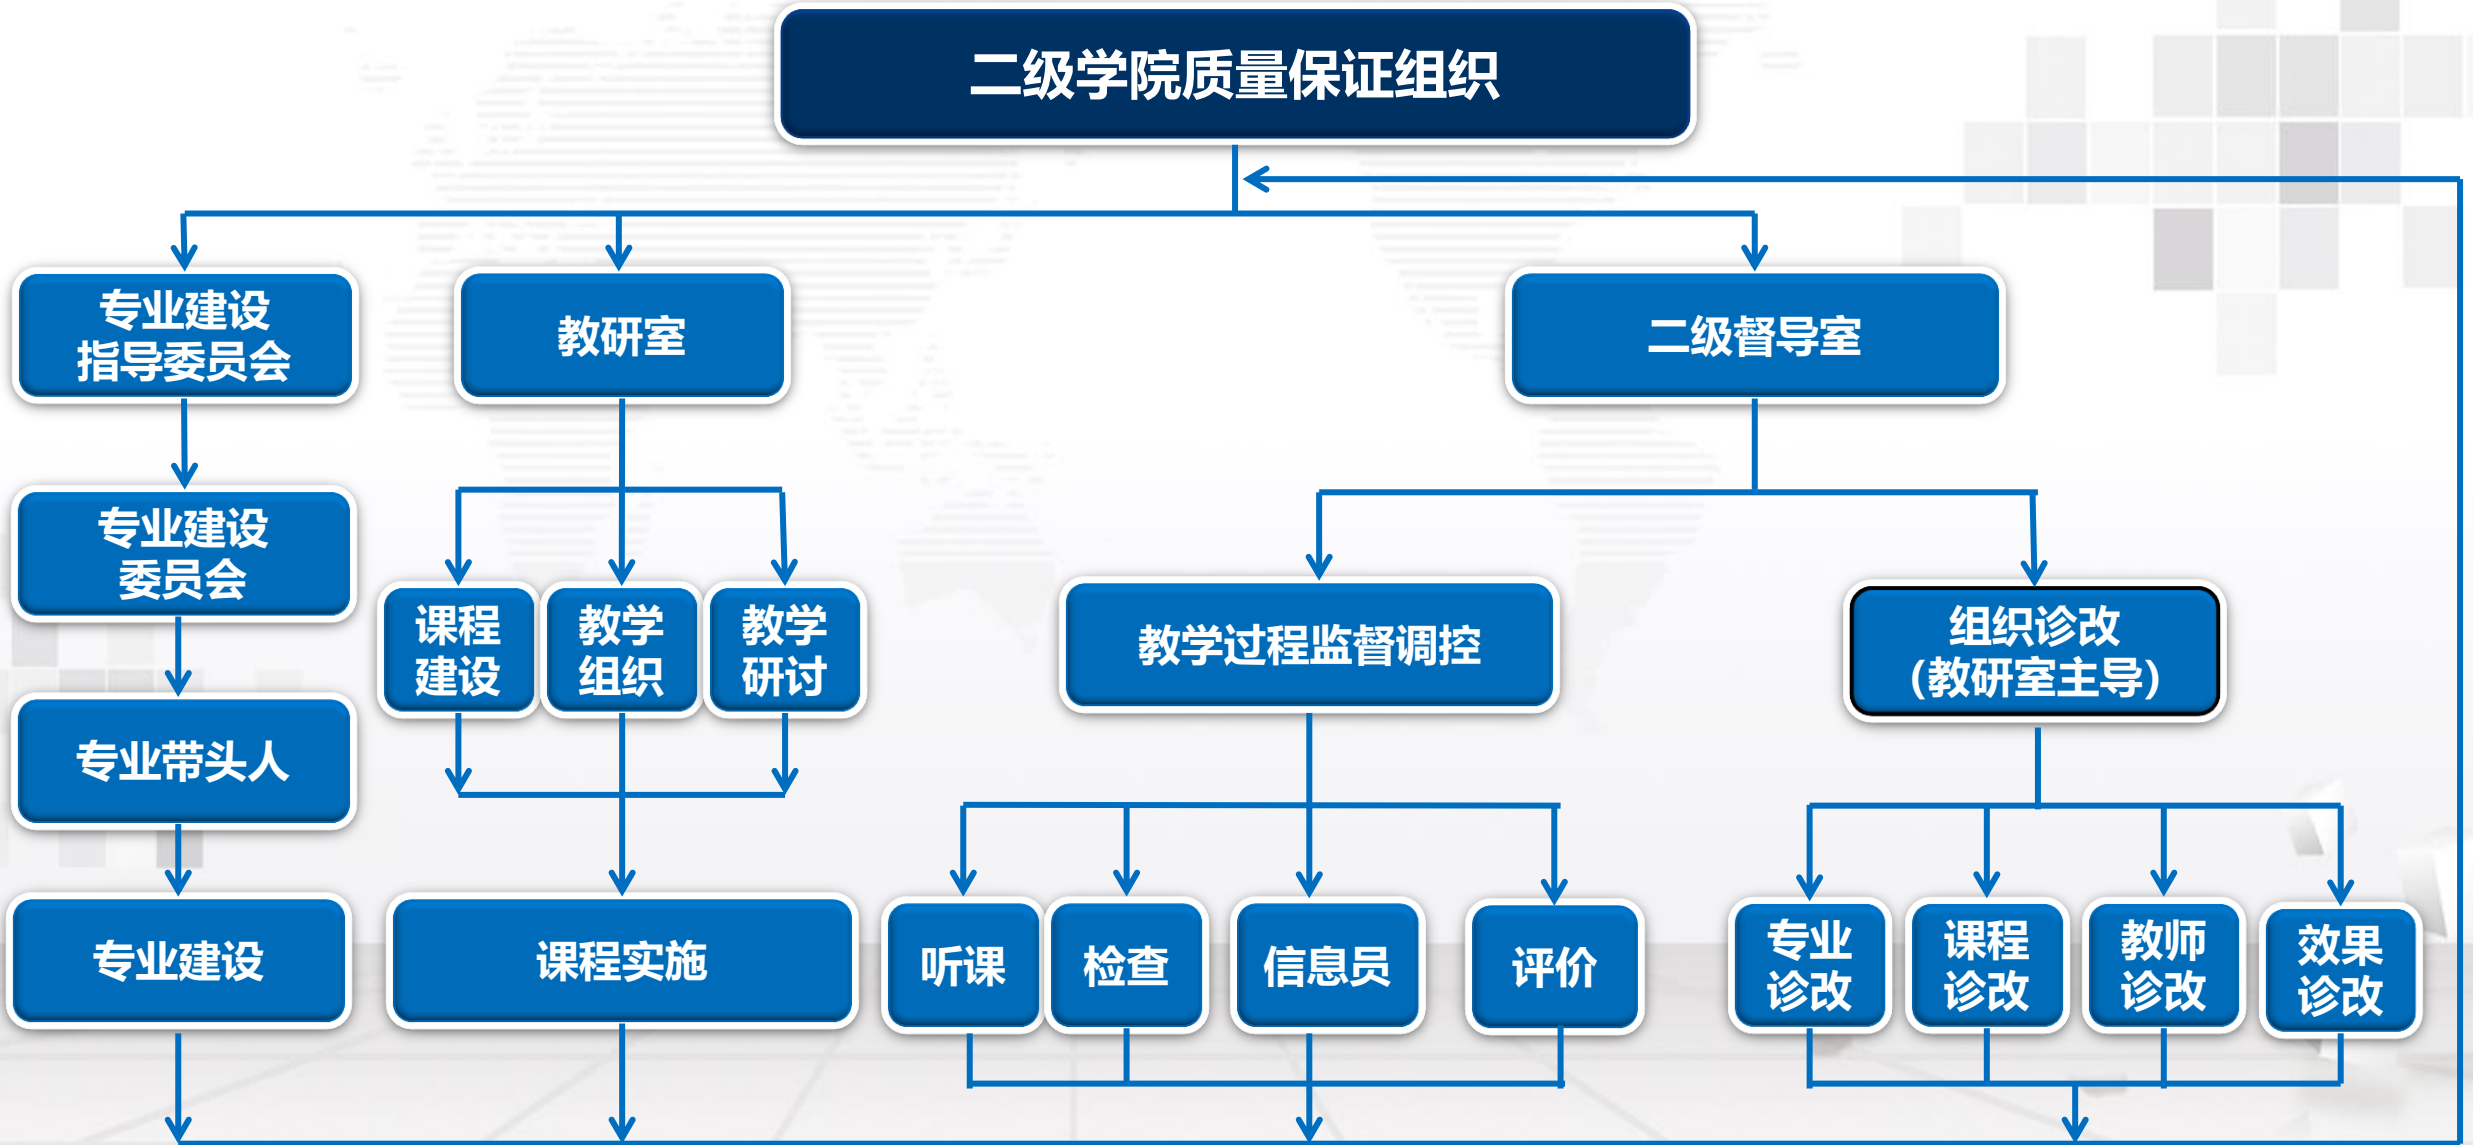 二级学院质量保证组织
专业建设
指导委员会
教研室
二级督导室
专业建设
委员会
课程
建设
教学
组织
教学
研讨
教学过程监督调控
组织诊改
(教研室主导)
专业带头人
专业建设
课程实施
听课
检查
信息员
评价
专业
诊改
课程
诊改
教师
诊改
效果
诊改